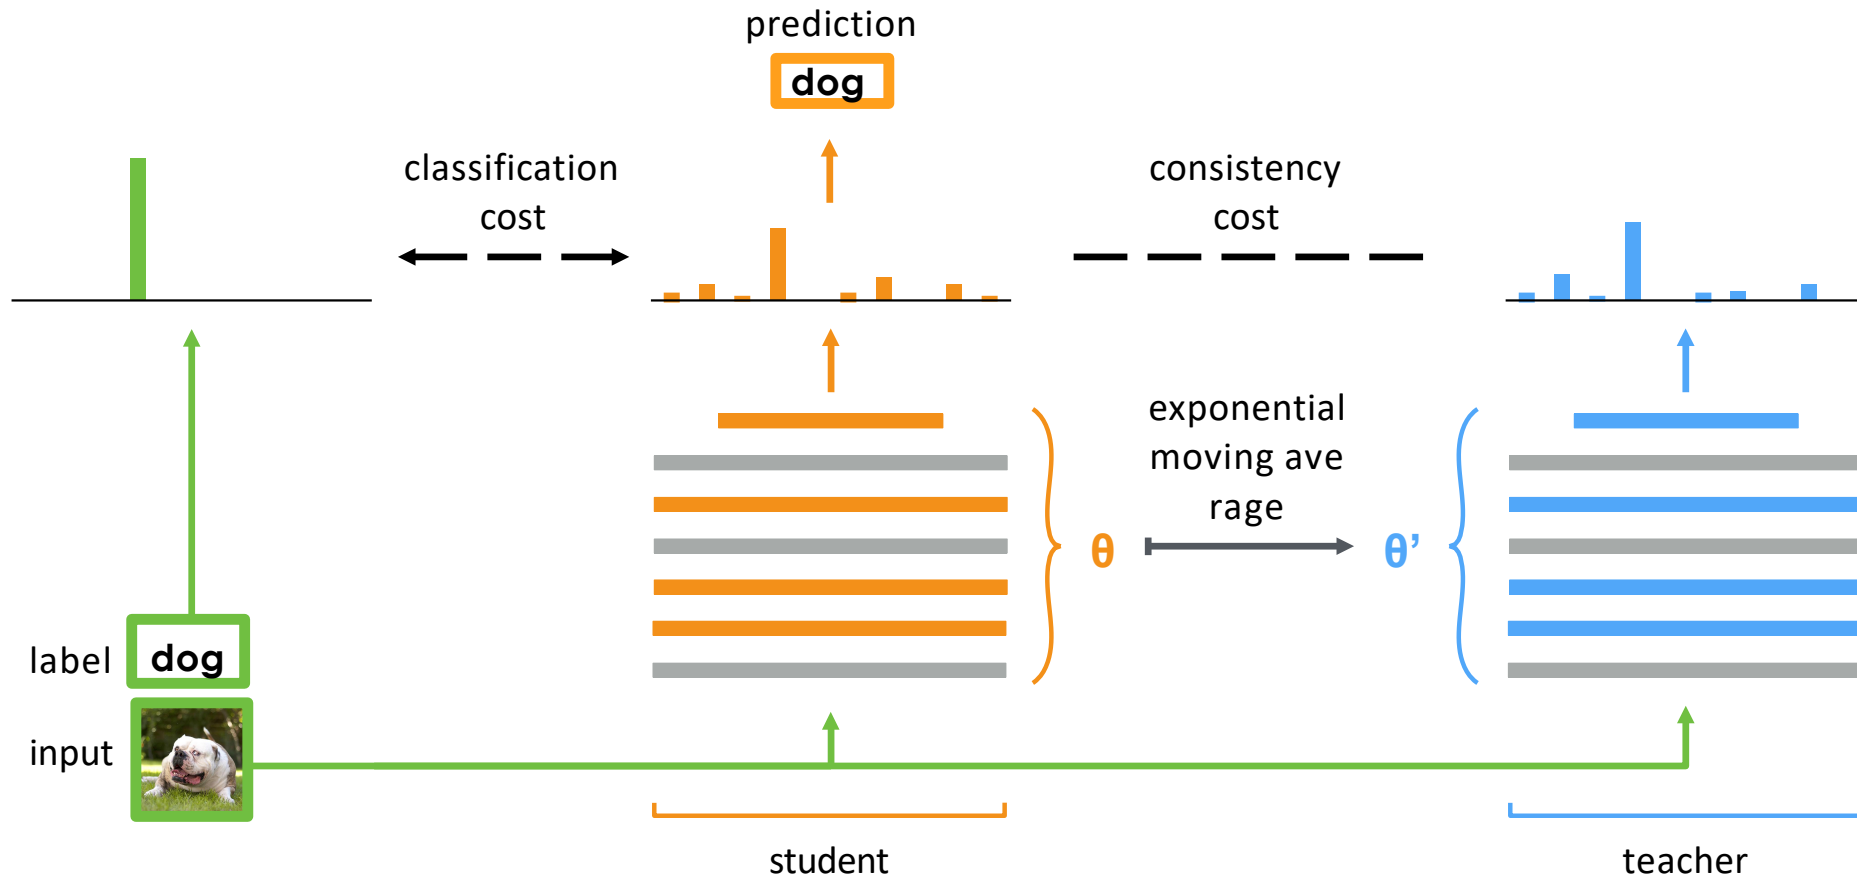 prediction
dog
classification
cost
consistency
cost
exponential
moving ave
rage
θ
θ’
label
dog
input
student
teacher